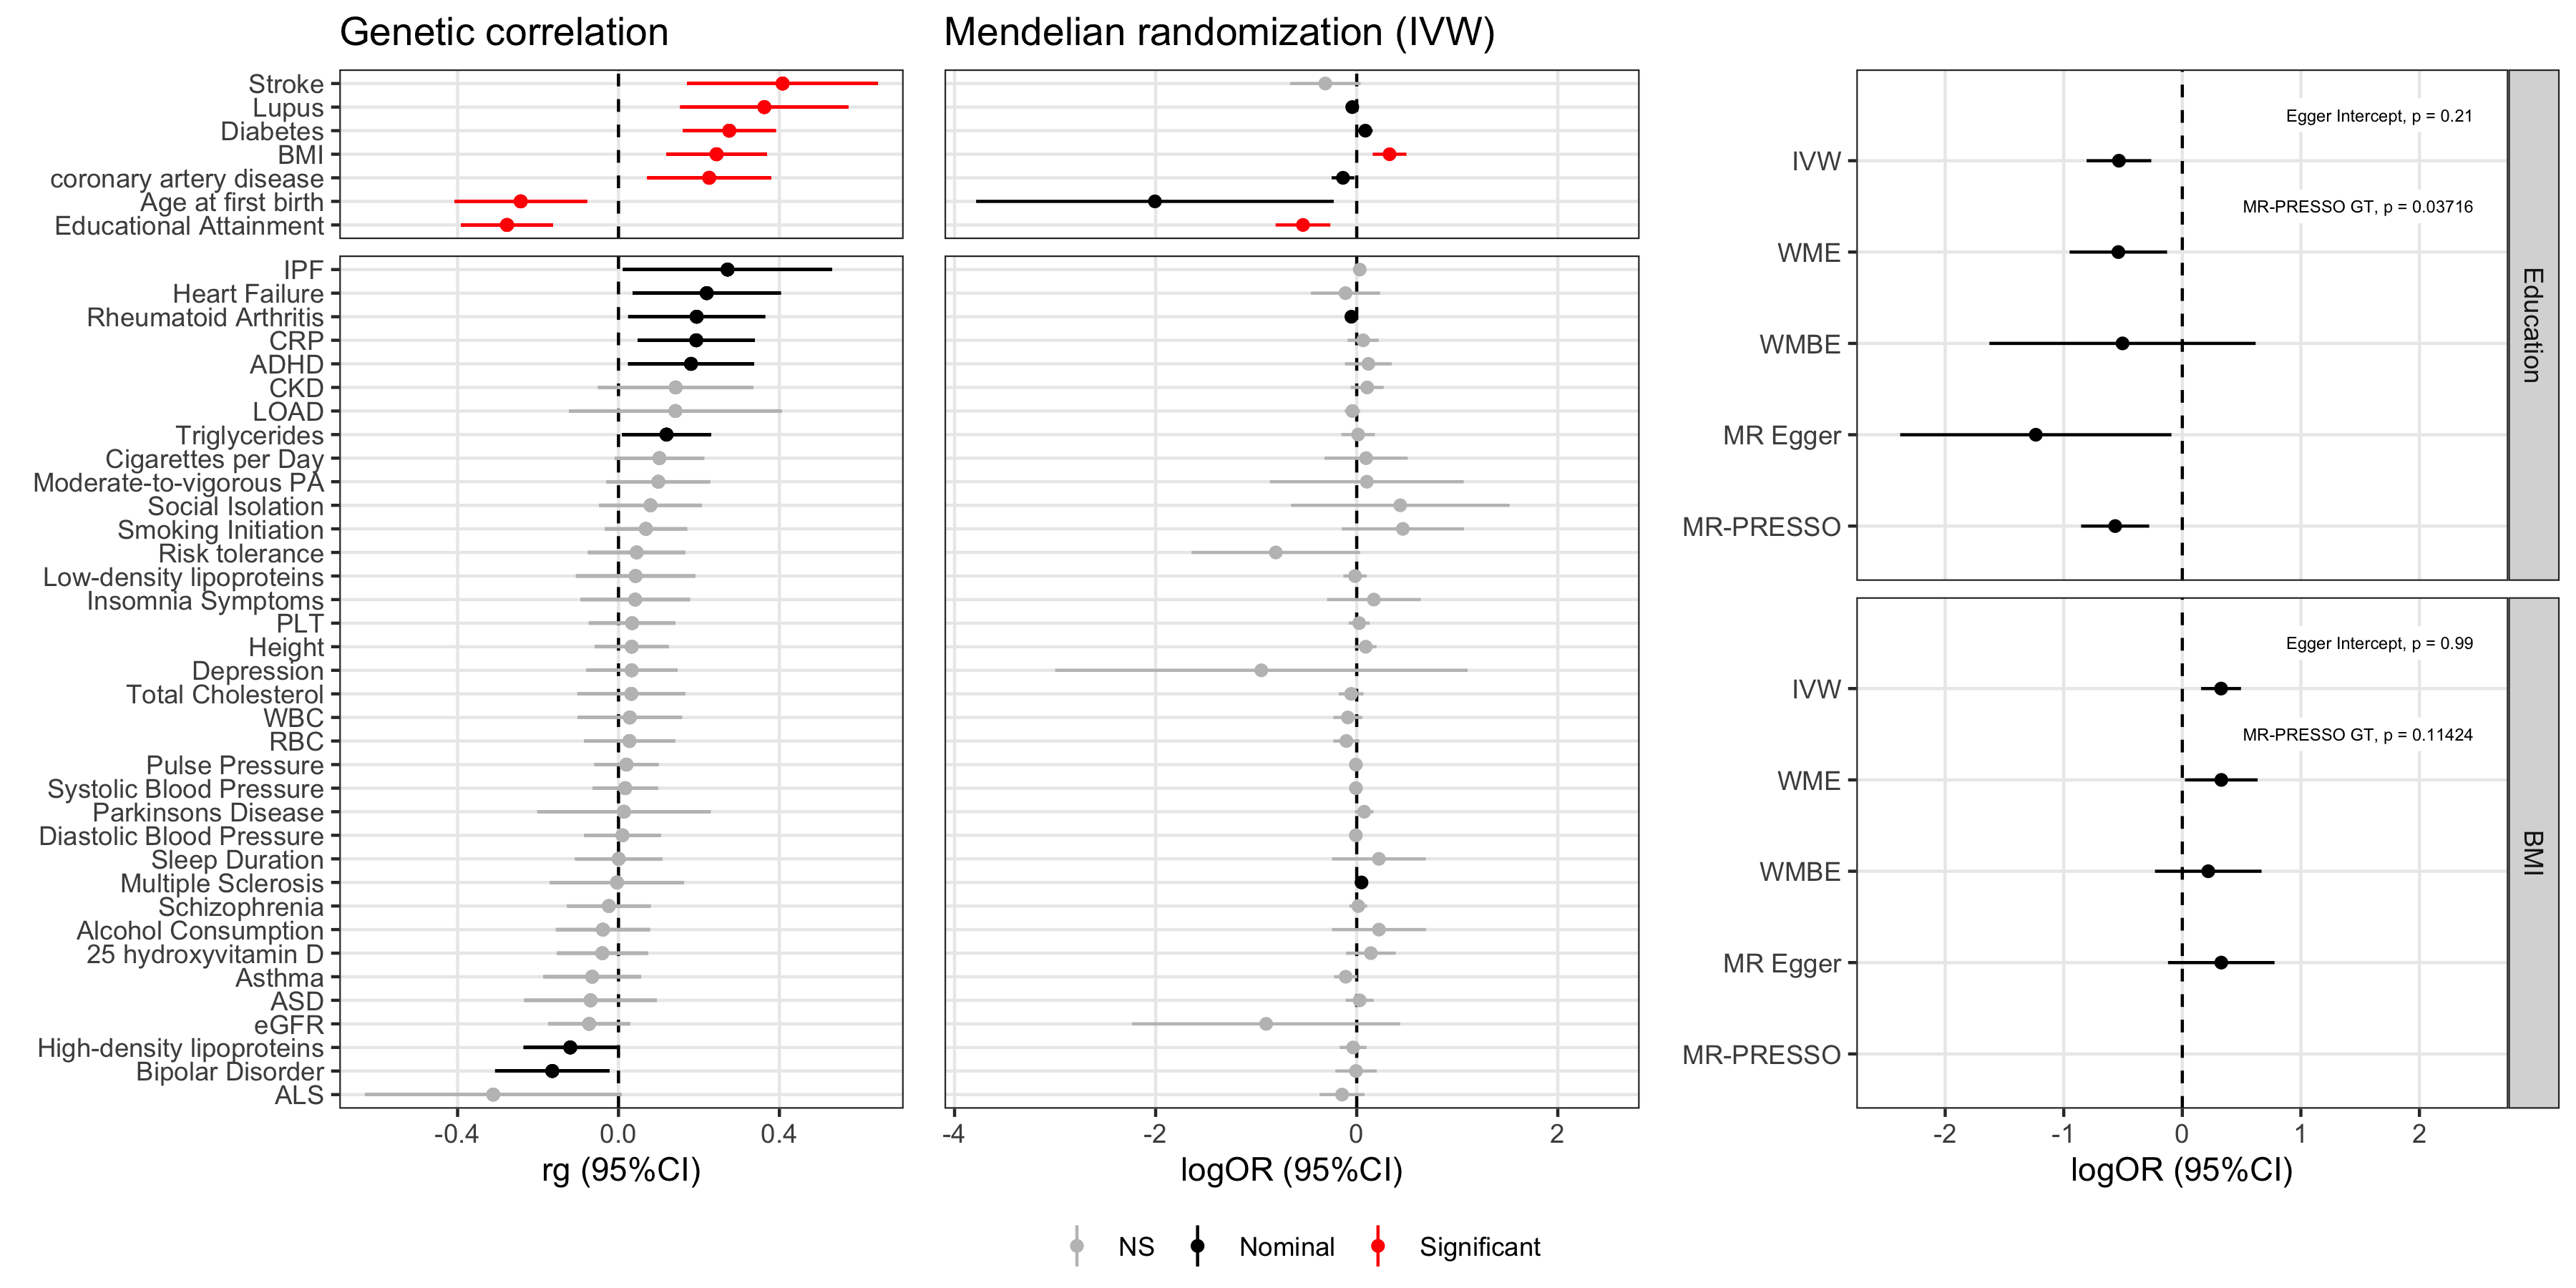 Genetic correlation
Mendelian randomization (IVW)
Stroke
Lupus
Diabetes
BMI
coronary artery disease
Age at first birth
Educational Attainment
IPF
Heart Failure
Rheumatoid Arthritis
CRP
ADHD
CKD
LOAD
Triglycerides
Cigarettes per Day
Moderate-to-vigorous PA
Social Isolation
Smoking Initiation
Risk tolerance
Low-density lipoproteins
Insomnia Symptoms
PLT
Height
Depression
Total Cholesterol
WBC
RBC
Pulse Pressure
Systolic Blood Pressure
Parkinsons Disease
Diastolic Blood Pressure
Sleep Duration
Multiple Sclerosis
Schizophrenia
Alcohol Consumption
25 hydroxyvitamin D
Asthma
ASD
eGFR
High-density lipoproteins
Bipolar Disorder
ALS
-0.4 0.0 0.4
rg (95%CI)
-4 -2 0 2
logOR (95%CI)
Egger Intercept, p = 0.21
IVW
MR-PRESSO GT, p = 0.03716
WME
WMBE
MR Egger
MR-PRESSO
Education
Egger Intercept, p = 0.99
IVW
MR-PRESSO GT, p = 0.11424
WME
WMBE
MR Egger
MR-PRESSO
BMI
-2 -1 0 1 2
logOR (95%CI)
NS Nominal Significant